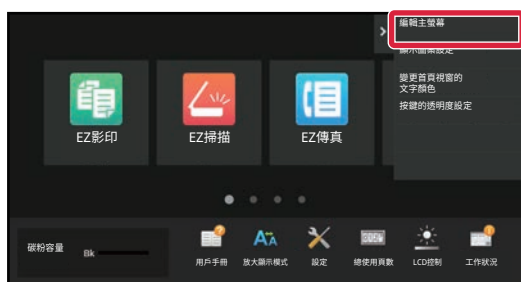 編輯主螢幕
顯示圖案設定
變更首頁視窗的
文字顏色
按鍵的透明度設定
EZ影印
EZ掃描
EZ傳真
碳粉容量
Bk
用戶手冊
放大顯示模式
設定
總使用頁數
LCD控制
工作狀況